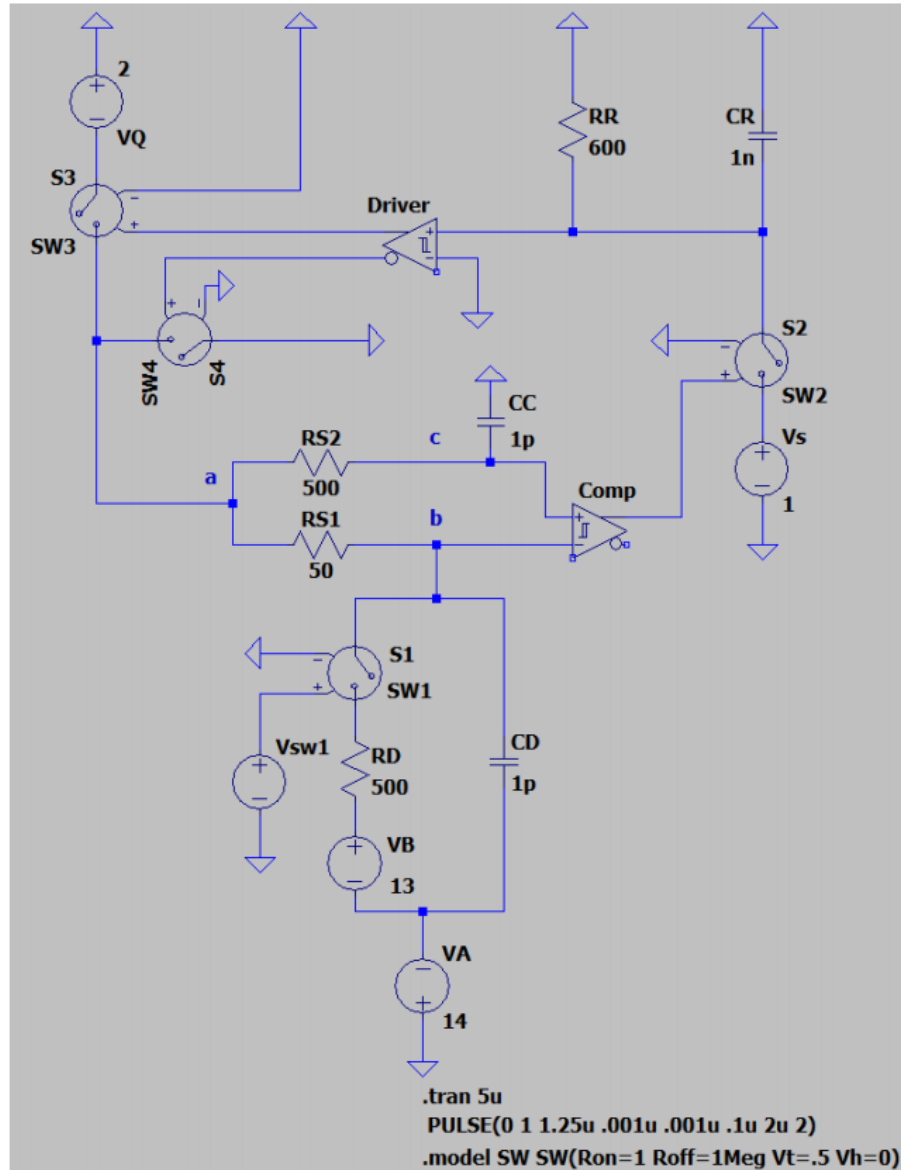 2
VQ
RR
600
CR
1n
S3
SW3
Driver
SW4
S4
S2
SW2
Vs
1
CC
1p
c
a
RS2
500
Comp
b
RS1
50
S1
SW1
Vsw1
RD
500
CD
1p
VB
13
VA
14
.tran 5u
PULSE(0 1 1.25u .001u .001u .1u 2u 2)
.model SW SW(Ron=1 Roff=1Meg Vt=.5 Vh=0)